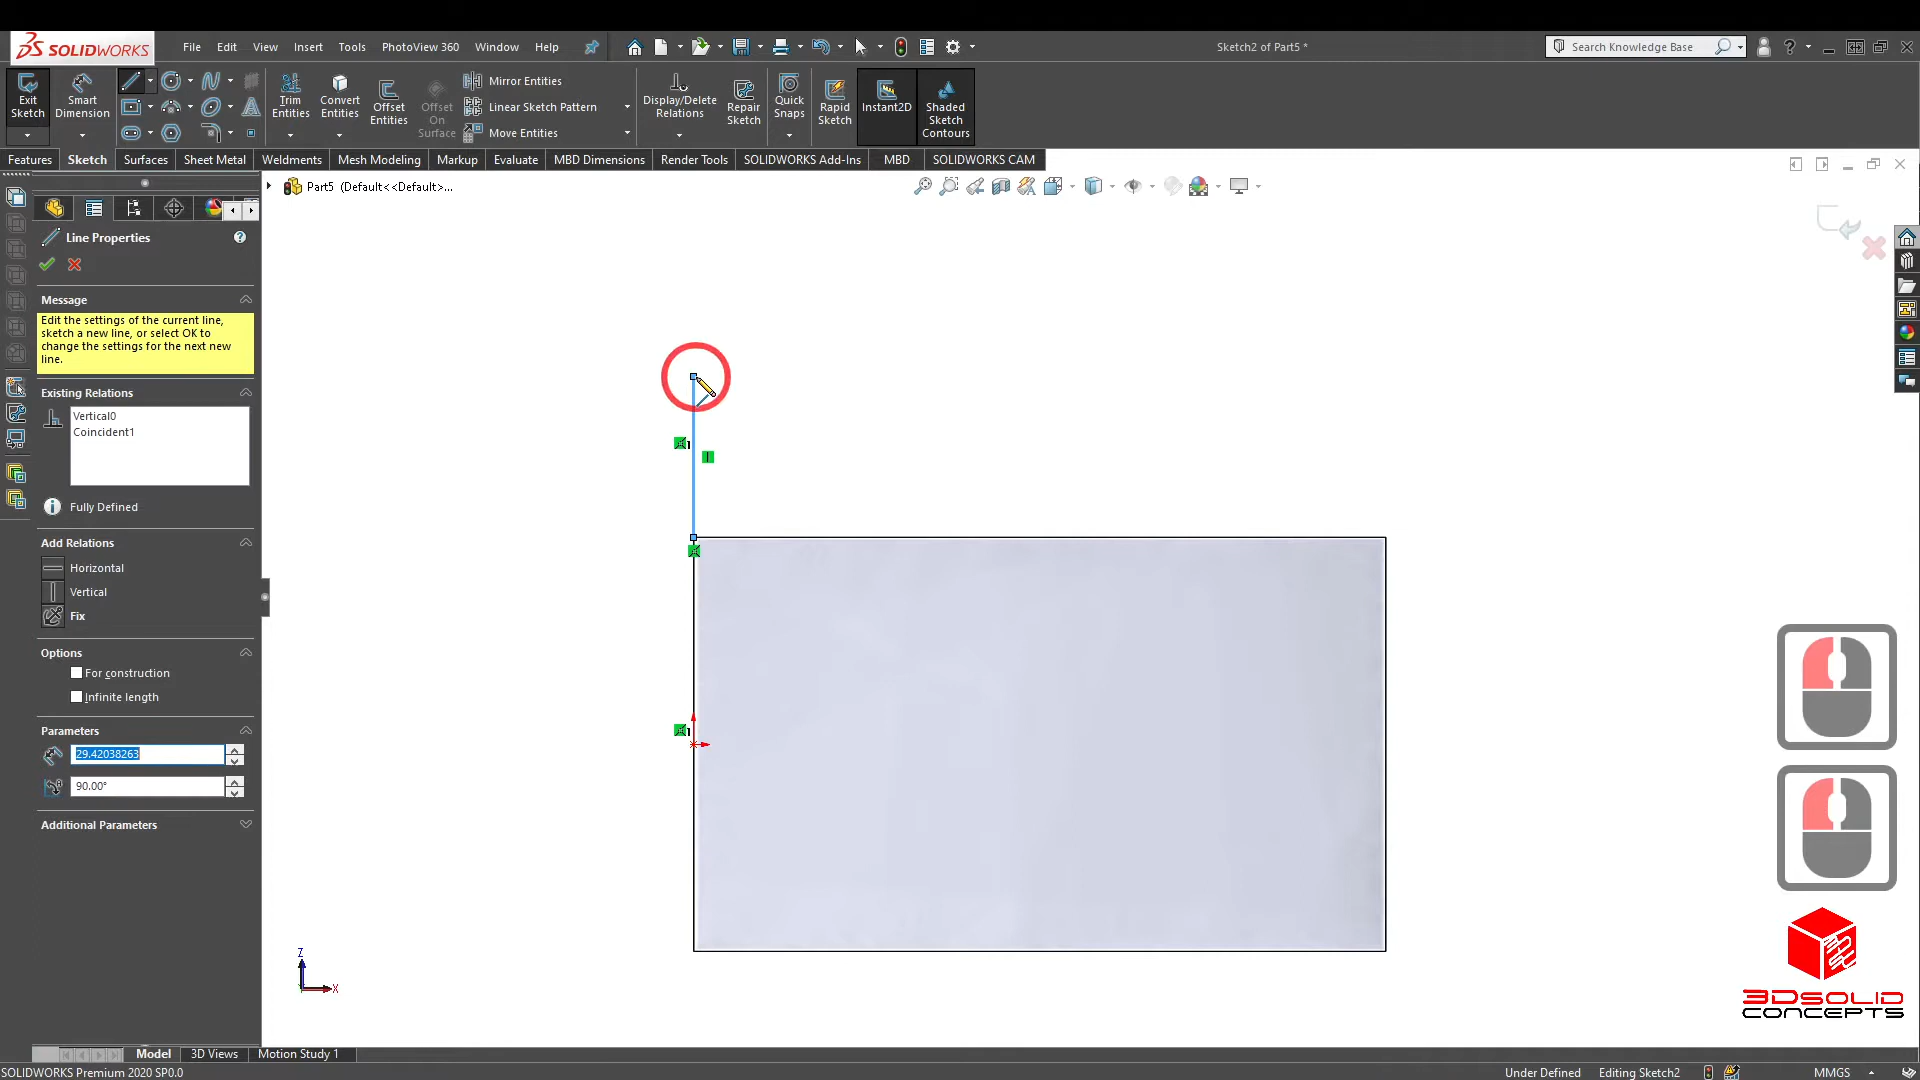 SOLIDWORKS
File
Edit
View
Insert
Tools
PhotoView 360
Window
Help
Sketch2 of Part5 *
Search Knowledge Base
Exit
Sketch
Smart
Dimension
Trim
Entities
Convert
Entities
Offset
Entities
Offset
On
Surface
Mirror Entities
Linear Sketch Pattern
Move Entities
Display/Delete
Relations
Repair
Sketch
Quick
Snaps
Rapid
Sketch
Instant2D
Shaded
Sketch
Contours
Features
Sketch
Surfaces
Sheet Metal
Weldments
Mesh Modeling
Markup
Evaluate
MBD Dimensions
Render Tools
SOLIDWORKS Add-Ins
MBD
SOLIDWORKS CAM
Part5 (Default<<Default>...
Line Properties
Message
Edit the settings of the current line,
sketch a new line, or select OK to
change the settings for the next new
line.
Existing Relations
Vertical0
Coincident1
Fully Defined
Add Relations
Horizontal
Vertical
Fix
Options
For construction
Infinite length
Parameters
29.42038263
90.00°
Additional Parameters
1
1
Z
X
3DSOLID
CONCEPTS
Model
3D Views
Motion Study 1
SOLIDWORKS Premium 2020 SP0.0
Under Defined
Editing Sketch2
MMGS